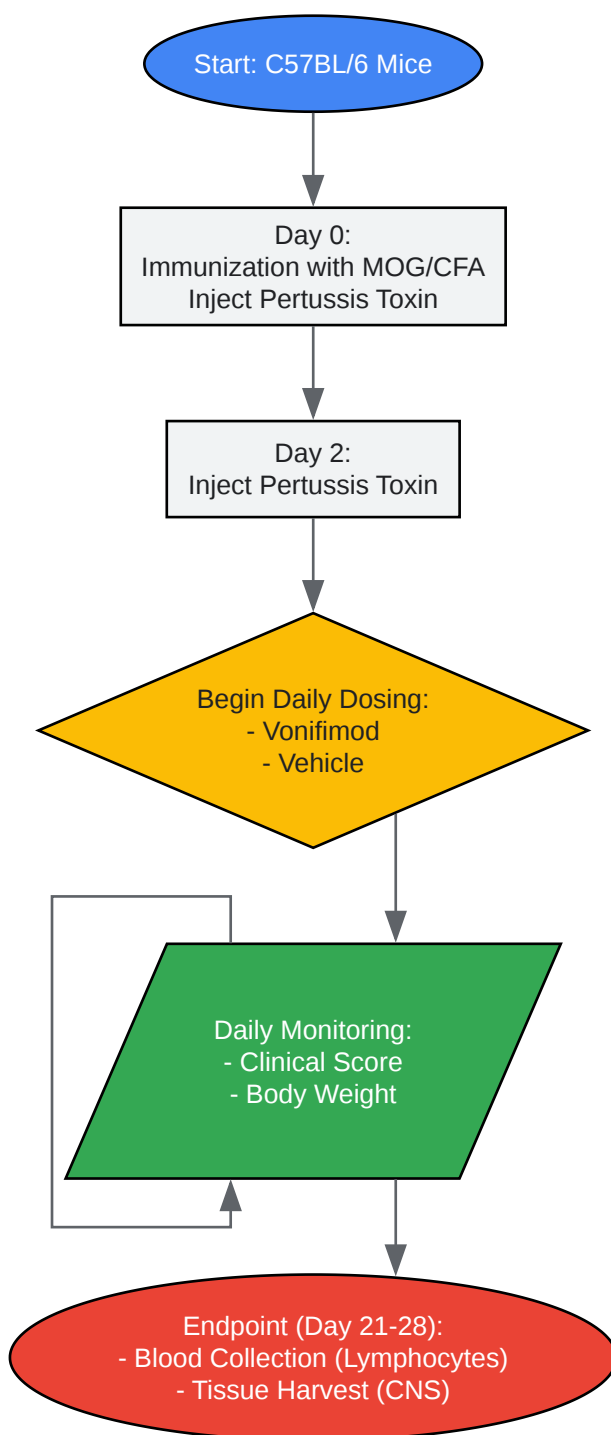 Start: C57BL/6 Mice
Day 0:
Immunization with MOG/CFA
Inject Pertussis Toxin
Day 2:
Inject Pertussis Toxin
Begin Daily Dosing:
- Vonifimod
- Vehicle
Daily Monitoring:
- Clinical Score
- Body Weight
Endpoint (Day 21-28):
- Blood Collection (Lymphocytes)
- Tissue Harvest (CNS)